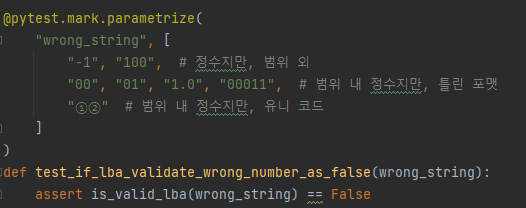 @pytest.mark.parametrize(
"wrong_string", [
"-1", "100",  # 정수지만, 범위 외
"00", "01", "1.0", "00011",  # 범위 내 정수지만, 틀린 포맷
"①②"  # 범위 내 정수지만, 유니 코드
]
)
def test_if_lba_validate_wrong_number_as_false(wrong_string):
assert is_valid_lba(wrong_string) == False